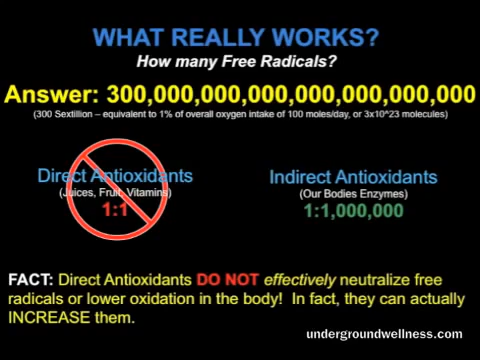 WHAT REALLY WORKS?
How many Free Radicals?
Answer: 300,000,000,000,000,000,000,000
(300 Sextillion – equivalent to 1% of overall oxygen intake of 100 moles/day, or 3x10^23 molecules)
Direct Antioxidants
(Juices, Fruit, Vitamins)
1:1
Indirect Antioxidants
(Our Bodies Enzymes)
1:1,000,000
FACT: Direct Antioxidants DO NOT effectively neutralize free
radicals or lower oxidation in the body! In fact, they can actually
INCREASE them.
undergroundwellness.com